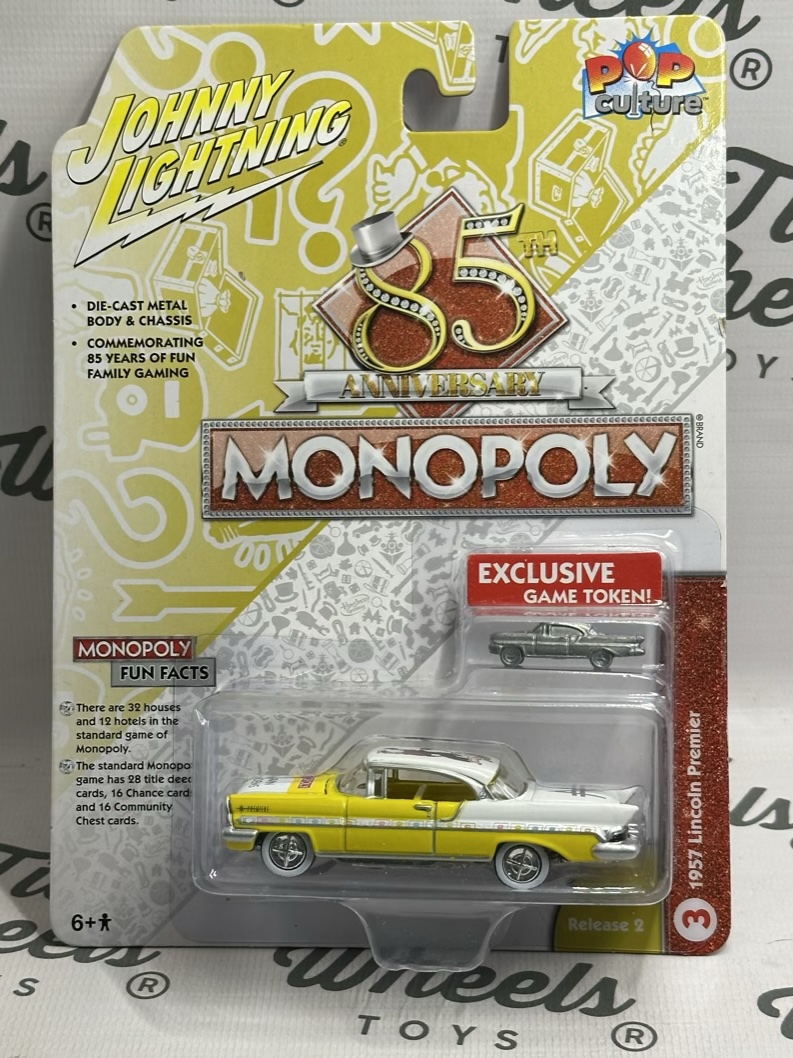 JOHNNY
LIGHTNING®
POP
culture™
85TH
ANNIVERSARY
MONOPOLY
®BRAND
• DIE-CAST METAL
BODY & CHASSIS
• COMMEMORATING
85 YEARS OF FUN
FAMILY GAMING
EXCLUSIVE
GAME TOKEN!
MONOPOLY
FUN FACTS
There are 32 houses
and 12 hotels in the
standard game of
Monopoly.
The standard Monopo
game has 28 title deed
cards, 16 Chance card
and 16 Community
Chest cards.
6+
Release 2
3 1957 Lincoln Premier
Wheels
TOYS ®